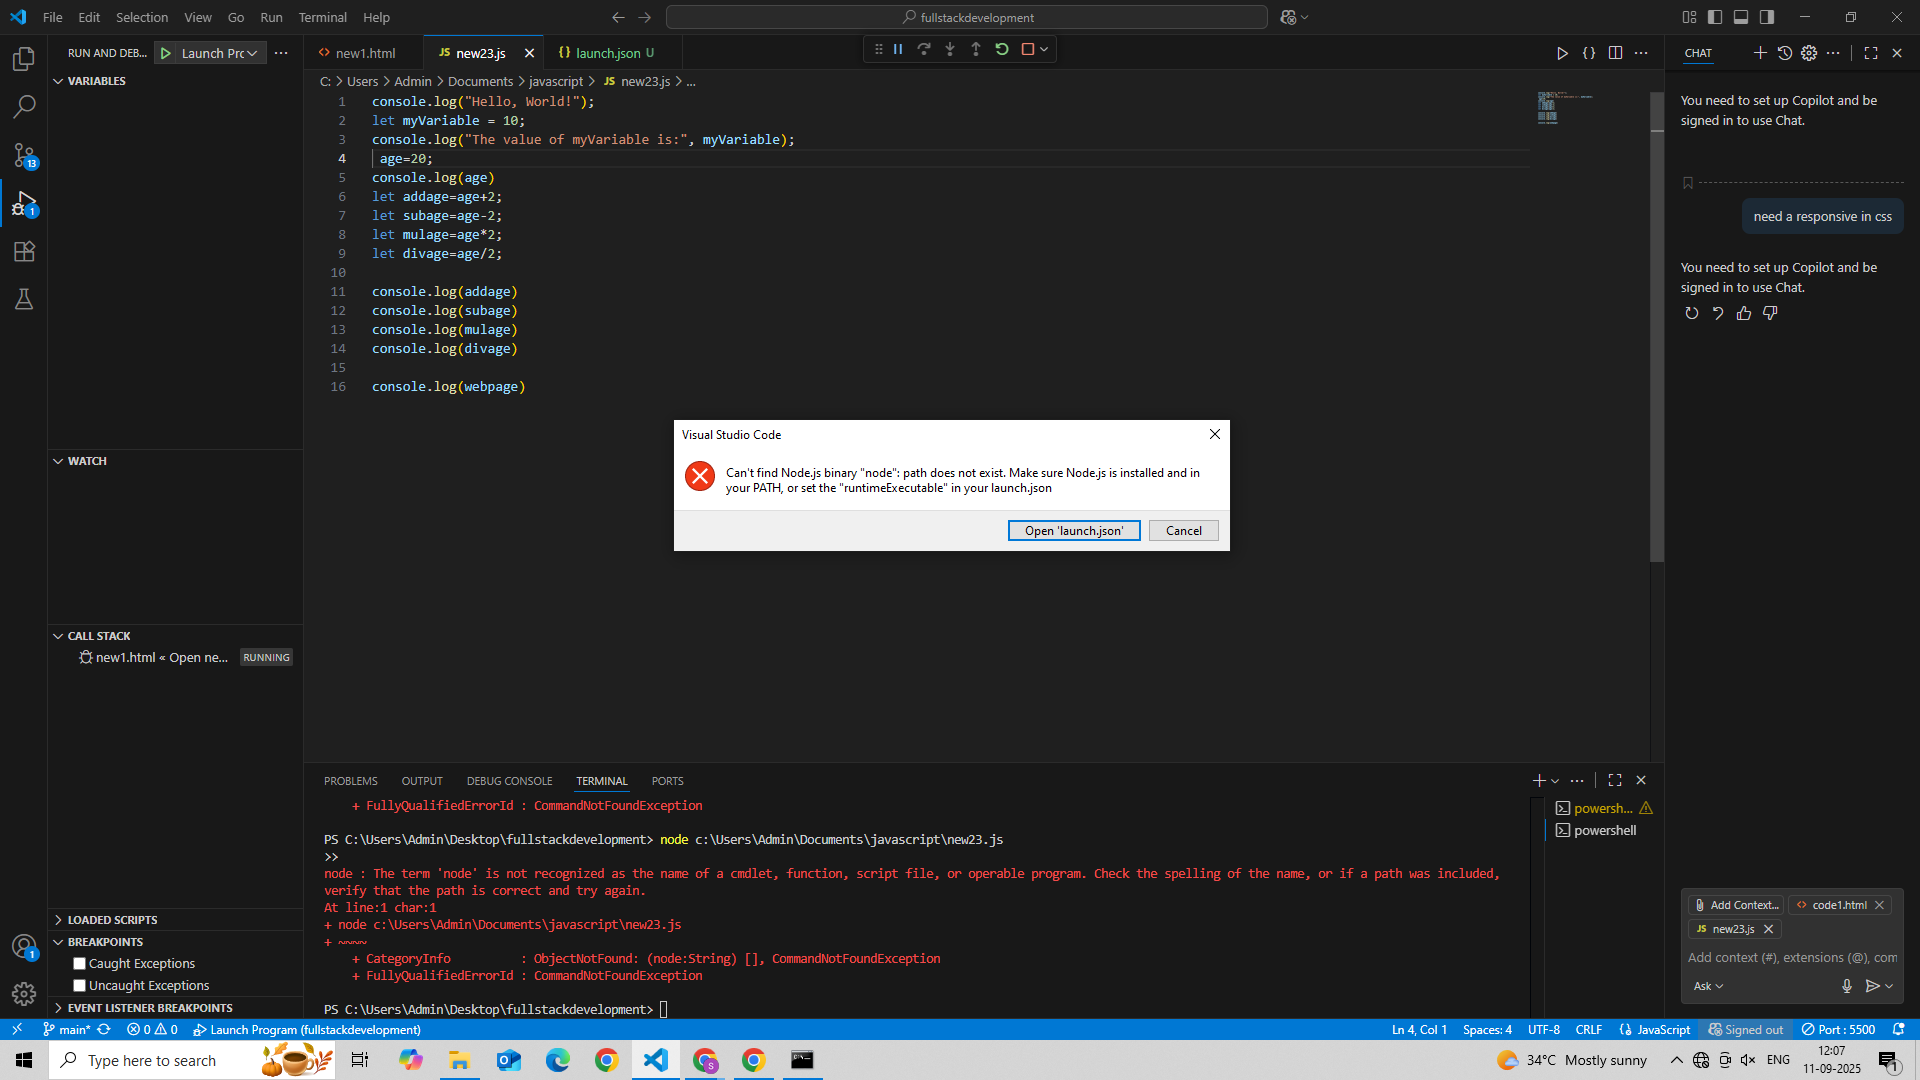 File Edit Selection View Go Run Terminal Help
fullstackdevelopment
RUN AND DEB... Launch Prc ...
VARIABLES
WATCH
CALL STACK
new1.html « Open ne... RUNNING
LOADED SCRIPTS
BREAKPOINTS
Caught Exceptions
Uncaught Exceptions
EVENT LISTENER BREAKPOINTS
13
1
1
new1.html JS new23.js {} launch.json U
C: > Users > Admin > Documents > javascript > JS new23.js > ...
1 console.log("Hello, World!");
2 let myVariable = 10;
3 console.log("The value of myVariable is:", myVariable);
4 age=20;
5 console.log(age)
6 let addage=age+2;
7 let subage=age-2;
8 let mulage=age*2;
9 let divage=age/2;
10
11 console.log(addage)
12 console.log(subage)
13 console.log(mulage)
14 console.log(divage)
15
16 console.log(webpage)
Visual Studio Code
Can't find Node.js binary "node": path does not exist. Make sure Node.js is installed and in
your PATH, or set the "runtimeExecutable" in your launch.json
Open 'launch.json' Cancel
PROBLEMS OUTPUT DEBUG CONSOLE TERMINAL PORTS
+ FullyQualifiedErrorId : CommandNotFoundException
PS C:\Users\Admin\Desktop\fullstackdevelopment> node c:\Users\Admin\Documents\javascript\new23.js
>>
node : The term 'node' is not recognized as the name of a cmdlet, function, script file, or operable program. Check the spelling of the name, or if a path was included,
verify that the path is correct and try again.
At line:1 char:1
+ node c:\Users\Admin\Documents\javascript\new23.js
+ ~~~~
+ CategoryInfo : ObjectNotFound: (node:String) [], CommandNotFoundException
+ FullyQualifiedErrorId : CommandNotFoundException
PS C:\Users\Admin\Desktop\fullstackdevelopment>
powersh...
powershell
CHAT
You need to set up Copilot and be
signed in to use Chat.
need a responsive in css
You need to set up Copilot and be
signed in to use Chat.
Add Context... code1.html
JS new23.js
Add context (#), extensions (@), com
Ask
main* 0 0 Launch Program (fullstackdevelopment)
Ln 4, Col 1 Spaces: 4 UTF-8 CRLF {} JavaScript Signed out Port : 5500
Type here to search
34°C Mostly sunny ENG
12:07
11-09-2025
1